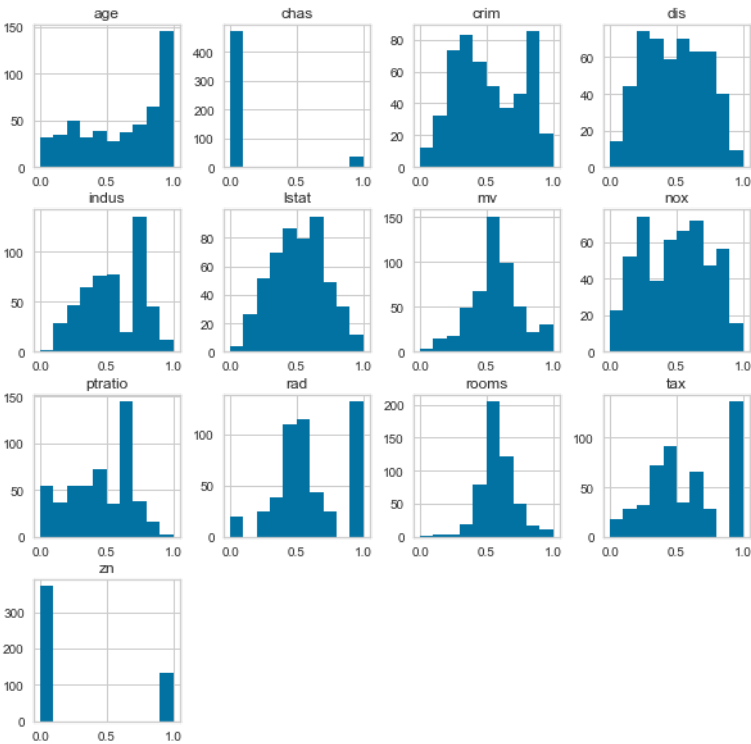 age chas crim dis
150 400 80 60
100 300 60 40
50 200 40 20
0 100 20 0
0 0
0.0 0.5 1.0 0.0 0.5 1.0 0.0 0.5 1.0 0.0 0.5 1.0
indus lstat mv nox
100 80 150 60
50 60 100 40
0 40 50 20
20 0 0
0
0.0 0.5 1.0 0.0 0.5 1.0 0.0 0.5 1.0 0.0 0.5 1.0
ptratio rad rooms tax
150 100 200 100
100 50 150 50
50 0 100 0
0 50
0
0.0 0.5 1.0 0.0 0.5 1.0 0.0 0.5 1.0 0.0 0.5 1.0
zn
300
200
100
0
0.0 0.5 1.0